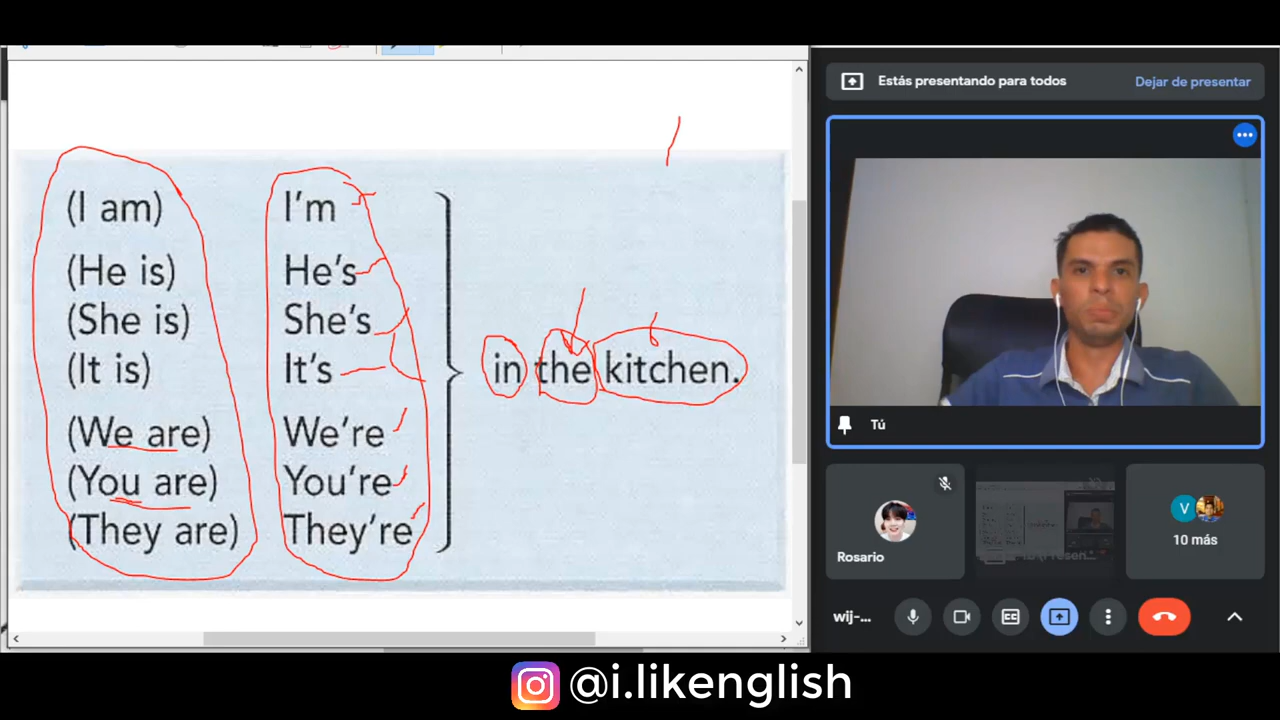 Estás presentando para todos
Dejar de presentar
(I am) I'm
(He is) He's
(She is) She's
(It is) It's
in the kitchen.
(We are) We're
(You are) You're
(They are) They're
Tú
Rosario
V
10 más
wij-...
@i.likenglish